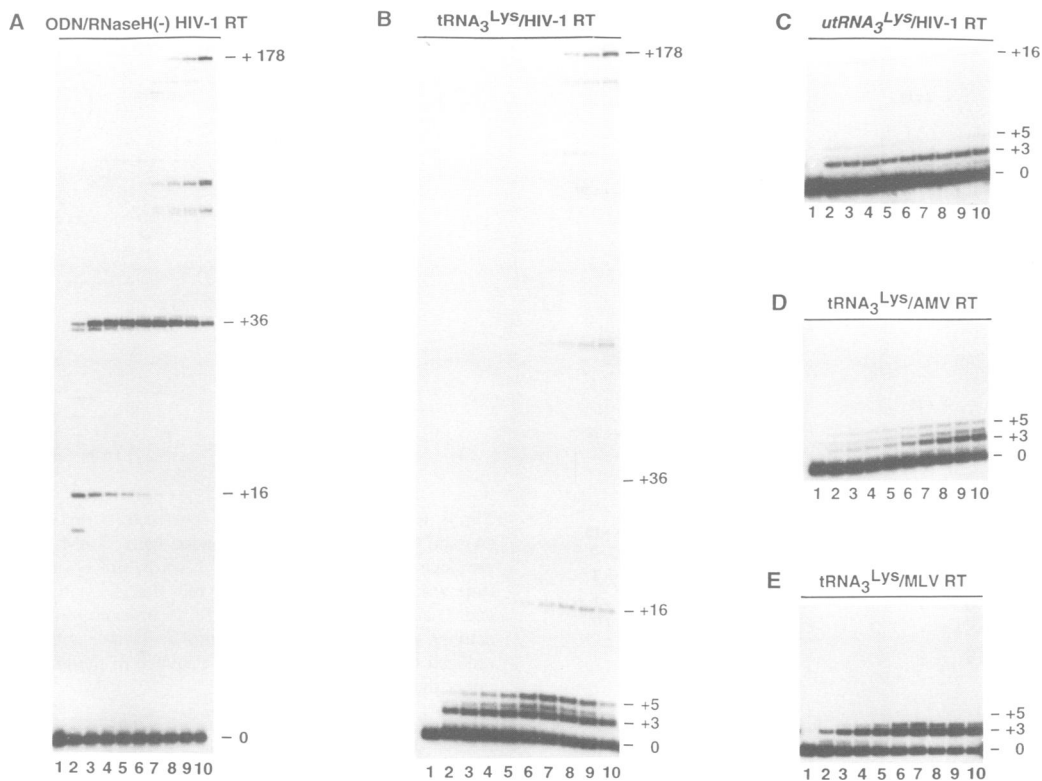 A ODN/RNaseH(-) HIV-1 RT
– + 178
– +36
– +16
– 0
1 2 3 4 5 6 7 8 9 10
B tRNA3Lys/HIV-1 RT
– +178
– +36
– +16
– +5
– +3
– 0
1 2 3 4 5 6 7 8 9 10
C utRNA3Lys/HIV-1 RT
– +16
– +5
– +3
– 0
1 2 3 4 5 6 7 8 9 10
D tRNA3Lys/AMV RT
– +5
– +3
– 0
1 2 3 4 5 6 7 8 9 10
E tRNA3Lys/MLV RT
– +5
– +3
– 0
1 2 3 4 5 6 7 8 9 10